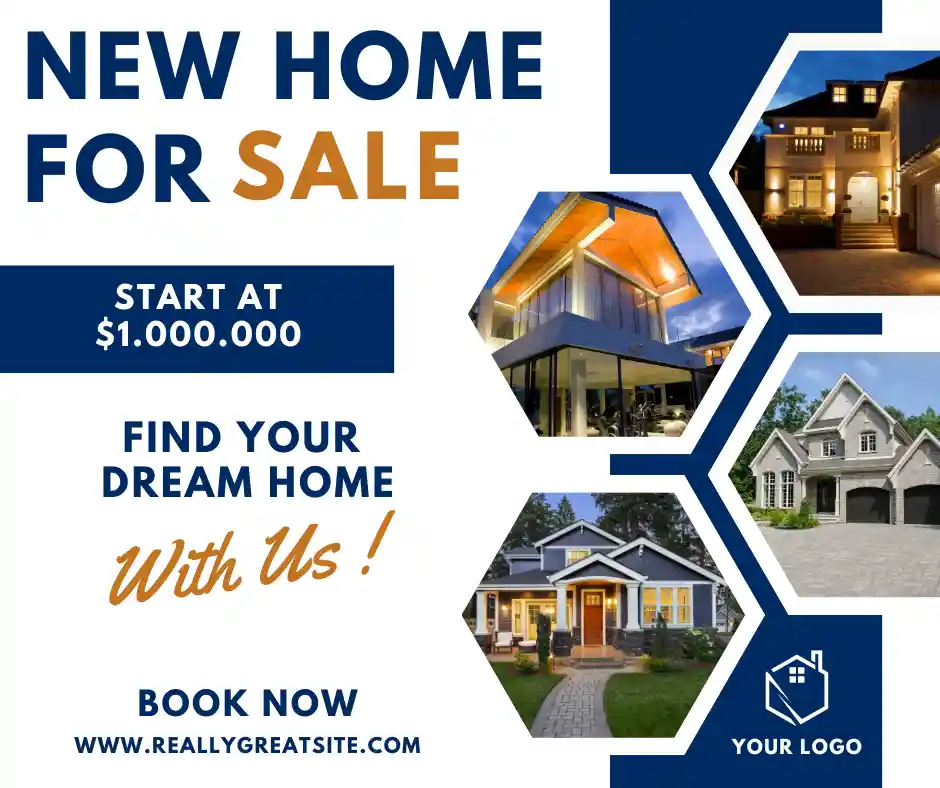 NEW HOME
FOR SALE
START AT
$1.000.000
FIND YOUR
DREAM HOME
With Us !
BOOK NOW
WWW.REALLYGREATSITE.COM
YOUR LOGO